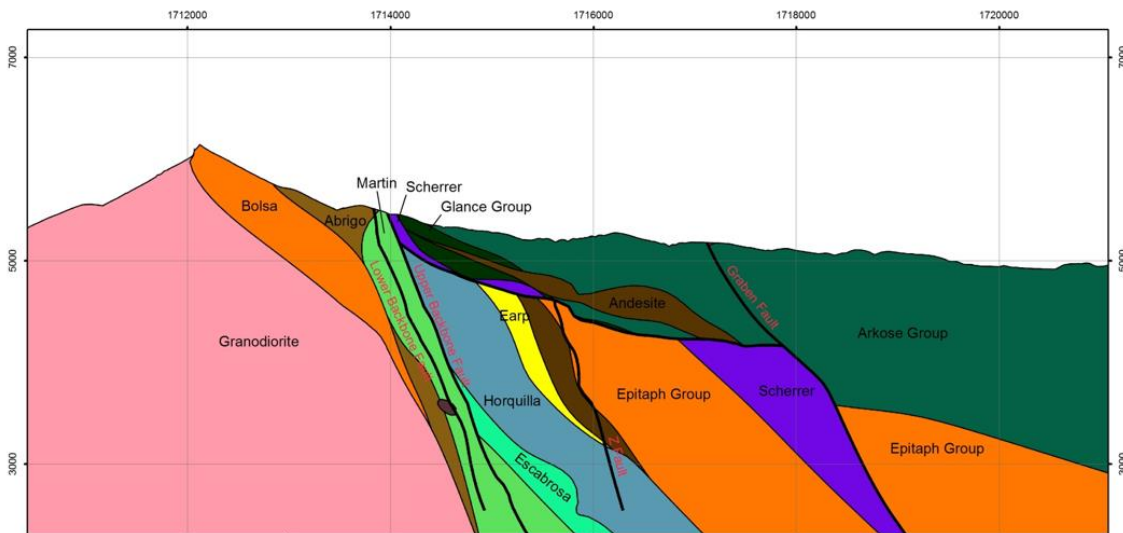 1712000 1714000 1716000 1718000 1720000
7000 7000
Martin
Scherrer
Glance Group
Bolsa
Abrigo
5000 5000
Lower Backbone Fault
Upper Backbone Fault
Graben Fault
Andesite
Earp
Arkose Group
Granodiorite
Epitaph Group
Scherrer
Horquilla
Epitaph Group
Z Fault
Escabrosa
3000 3000